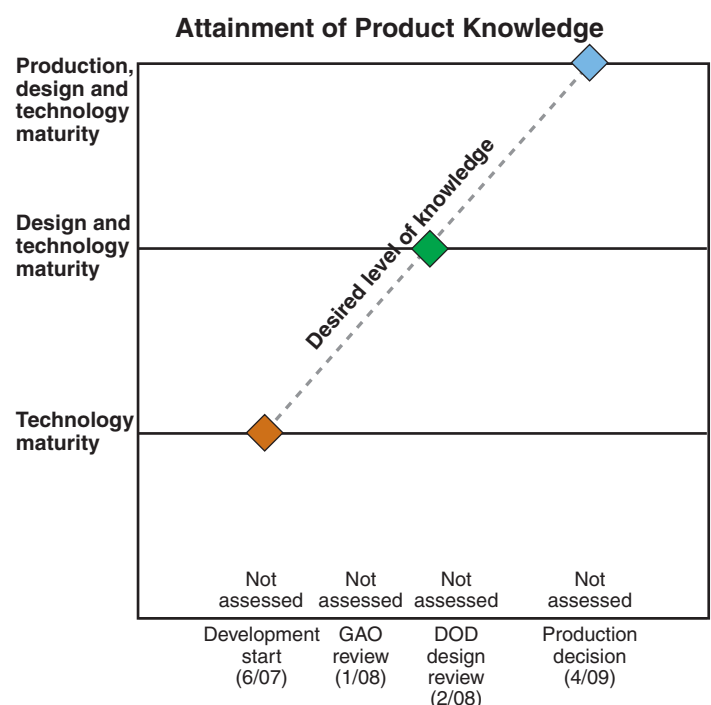 Attainment of Product Knowledge
Production,
design and
technology
maturity
Design and
technology
maturity
Technology
maturity
Desired level of knowledge
Not
assessed
Not
assessed
Not
assessed
Not
assessed
Development
start
(6/07)
GAO
review
(1/08)
DOD
design
review
(2/08)
Production
decision
(4/09)